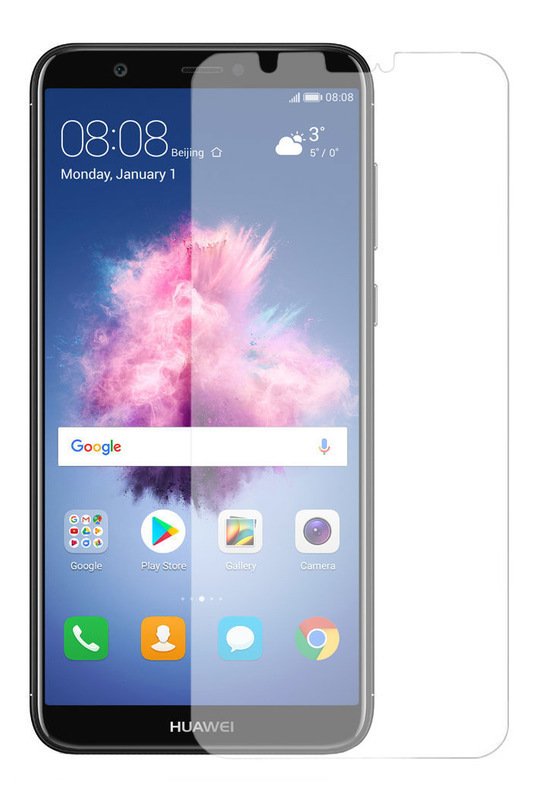 08:08
08:08
Beijing
3°
5° / 0°
Monday, January 1
Google
Google
Play Store
Gallery
Camera
HUAWEI